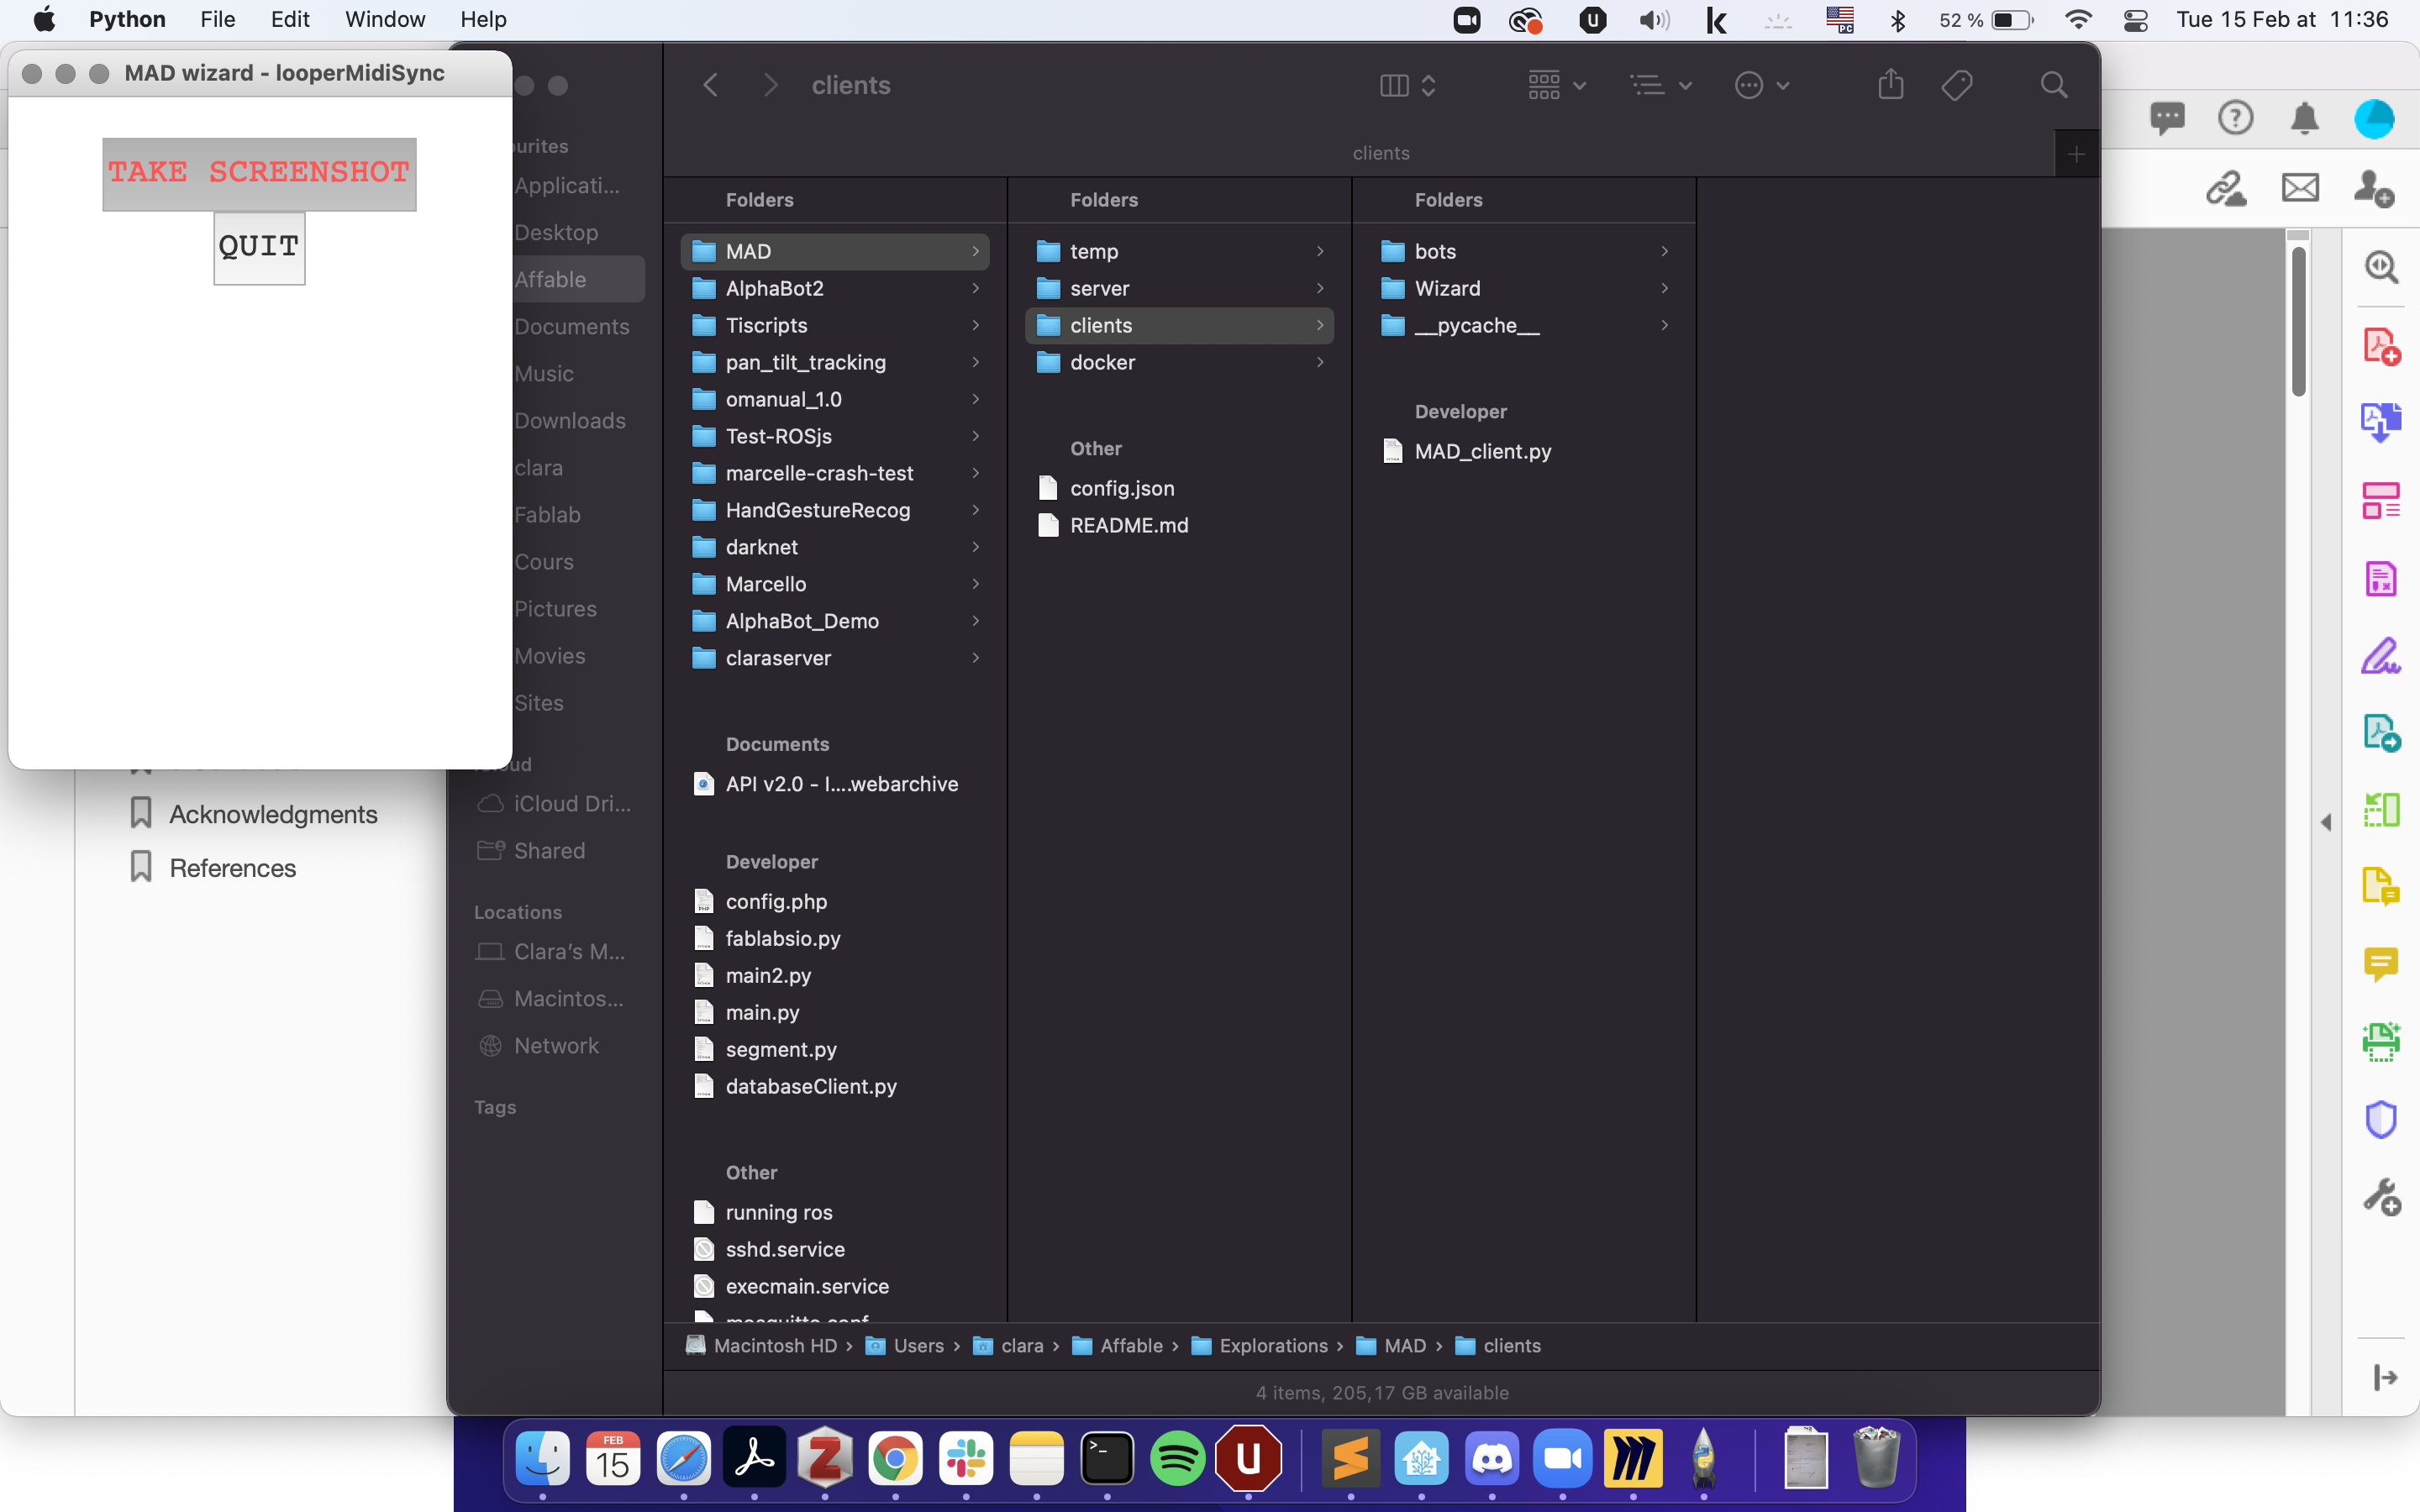 Python File Edit Window Help
52 % Tue 15 Feb at 11:36
MAD wizard - looperMidiSync
TAKE SCREENSHOT
QUIT
Acknowledgments
References
clients
clients
urites
Applicati...
Desktop
Affable
Documents
Music
Downloads
clara
Fablab
Cours
Pictures
Movies
Sites
ud
iCloud Dri...
Shared
Locations
Clara's M...
Macintos...
Network
Tags
Folders
MAD
AlphaBot2
Tiscripts
pan_tilt_tracking
omanual_1.0
Test-ROSjs
marcelle-crash-test
HandGestureRecog
darknet
Marcello
AlphaBot_Demo
claraserver
Documents
API v2.0 - I....webarchive
Developer
config.php
fablabsio.py
main2.py
main.py
segment.py
databaseClient.py
Other
running ros
sshd.service
execmain.service
mosquitto.conf
Folders
temp
server
clients
docker
Other
config.json
README.md
Folders
bots
Wizard
__pycache__
Developer
MAD_client.py
Macintosh HD › Users › clara › Affable › Explorations › MAD › clients
4 items, 205,17 GB available
FEB
15